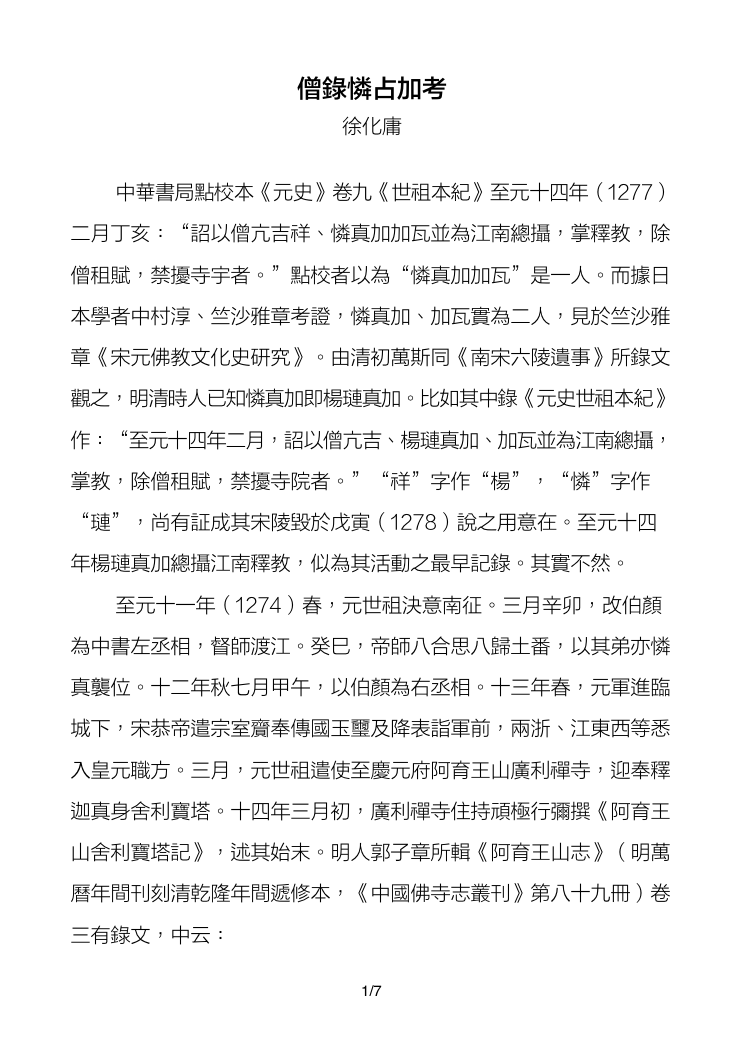 僧錄憐占加考
徐化庸
中華書局點校本《元史》卷九《世祖本紀》至元十四年（1277）
二月丁亥：“詔以僧亢吉祥、憐真加加瓦並為江南總攝，掌釋教，除
僧租賦，禁擾寺宇者。”點校者以為“憐真加加瓦”是一人。而據日
本學者中村淳、竺沙雅章考證，憐真加、加瓦實為二人，見於竺沙雅
章《宋元佛教文化史研究》。由清初萬斯同《南宋六陵遺事》所錄文
觀之，明清時人已知憐真加即楊璉真加。比如其中錄《元史世祖本紀》
作：“至元十四年二月，詔以僧亢吉、楊璉真加、加瓦並為江南總攝，
掌教，除僧租賦，禁擾寺院者。”“祥”字作“楊”，“憐”字作
“璉”，尚有証成其宋陵毀於戊寅（1278）說之用意在。至元十四
年楊璉真加總攝江南釋教，似為其活動之最早記錄。其實不然。
至元十一年（1274）春，元世祖決意南征。三月辛卯，改伯顏
為中書左丞相，督師渡江。癸巳，帝師八合思八歸土番，以其弟亦憐
真襲位。十二年秋七月甲午，以伯顏為右丞相。十三年春，元軍進臨
城下，宋恭帝遣宗室齎奉傳國玉璽及降表詣軍前，兩浙、江東西等悉
入皇元職方。三月，元世祖遣使至慶元府阿育王山廣利禪寺，迎奉釋
迦真身舍利寶塔。十四年三月初，廣利禪寺住持頑極行彌撰《阿育王
山舍利寶塔記》，述其始末。明人郭子章所輯《阿育王山志》（明萬
曆年間刊刻清乾隆年間遞修本，《中國佛寺志叢刊》第八十九冊）卷
三有錄文，中云：
1/7